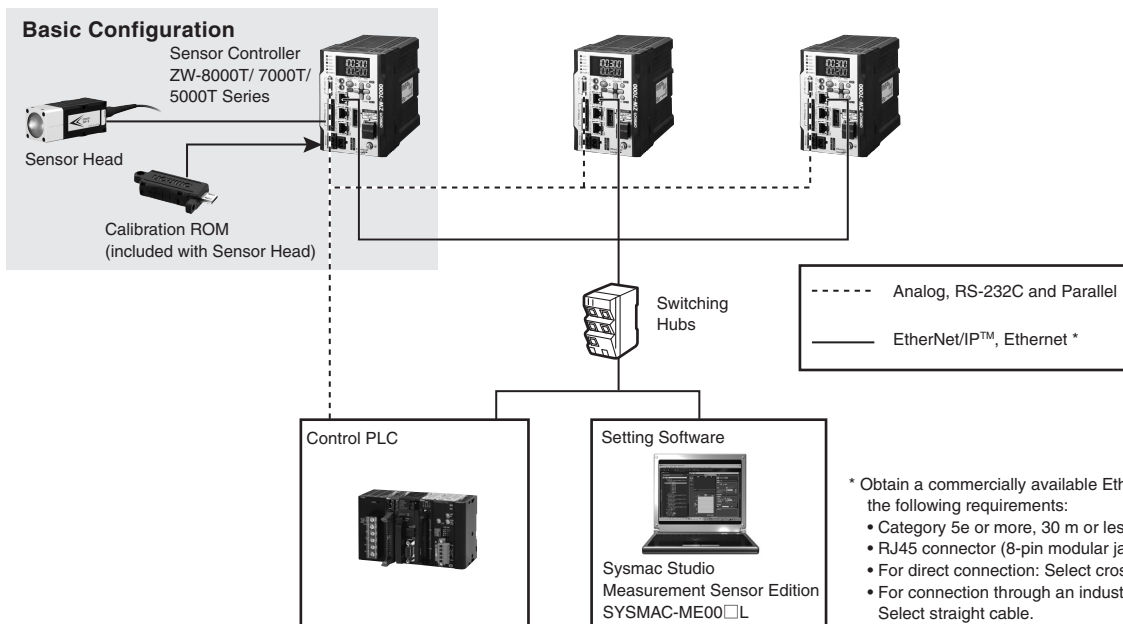 Basic Configuration
Sensor Controller
ZW-8000T/ 7000T/
5000T Series
Sensor Head
Calibration ROM
(included with Sensor Head)
Switching
Hubs
Analog, RS-232C and Parallel
EtherNet/IP™, Ethernet *
Control PLC
Setting Software
Sysmac Studio
Measurement Sensor Edition
SYSMAC-ME00□L
* Obtain a commercially available Eth
the following requirements:
• Category 5e or more, 30 m or les
• RJ45 connector (8-pin modular ja
• For direct connection: Select cros
• For connection through an indust
Select straight cable.